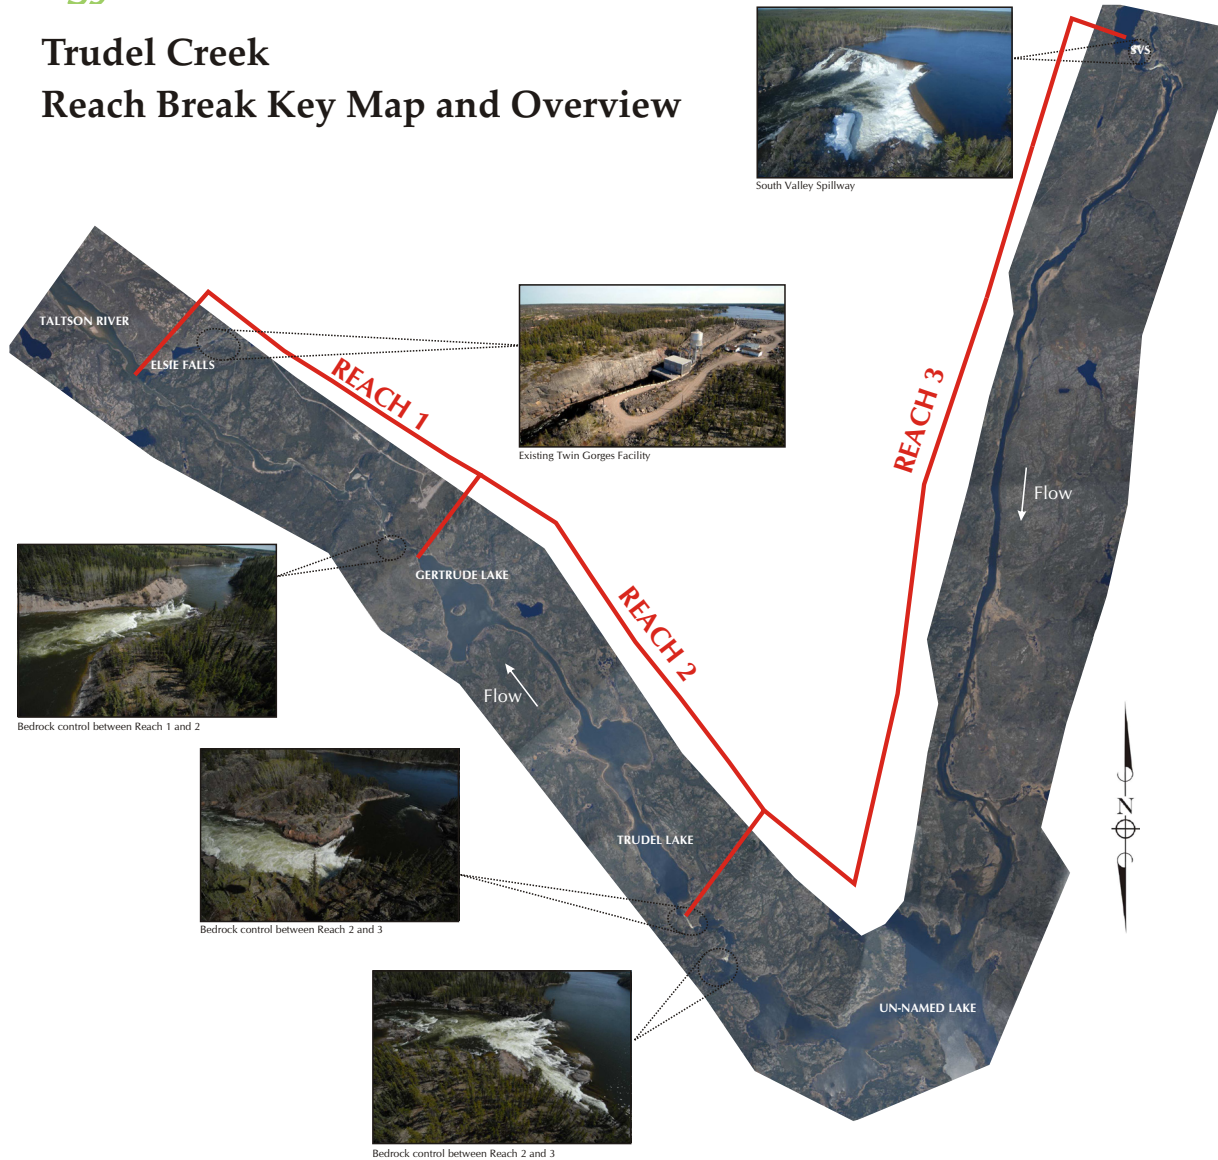 Trudel Creek
Reach Break Key Map and Overview
SVS
South Valley Spillway
TALTSON RIVER
ELSIE FALLS
REACH 1
Existing Twin Gorges Facility
REACH 3
Flow
GERTRUDE LAKE
REACH 2
Flow
Bedrock control between Reach 1 and 2
N
TRUDEL LAKE
Bedrock control between Reach 2 and 3
UN-NAMED LAKE
Bedrock control between Reach 2 and 3